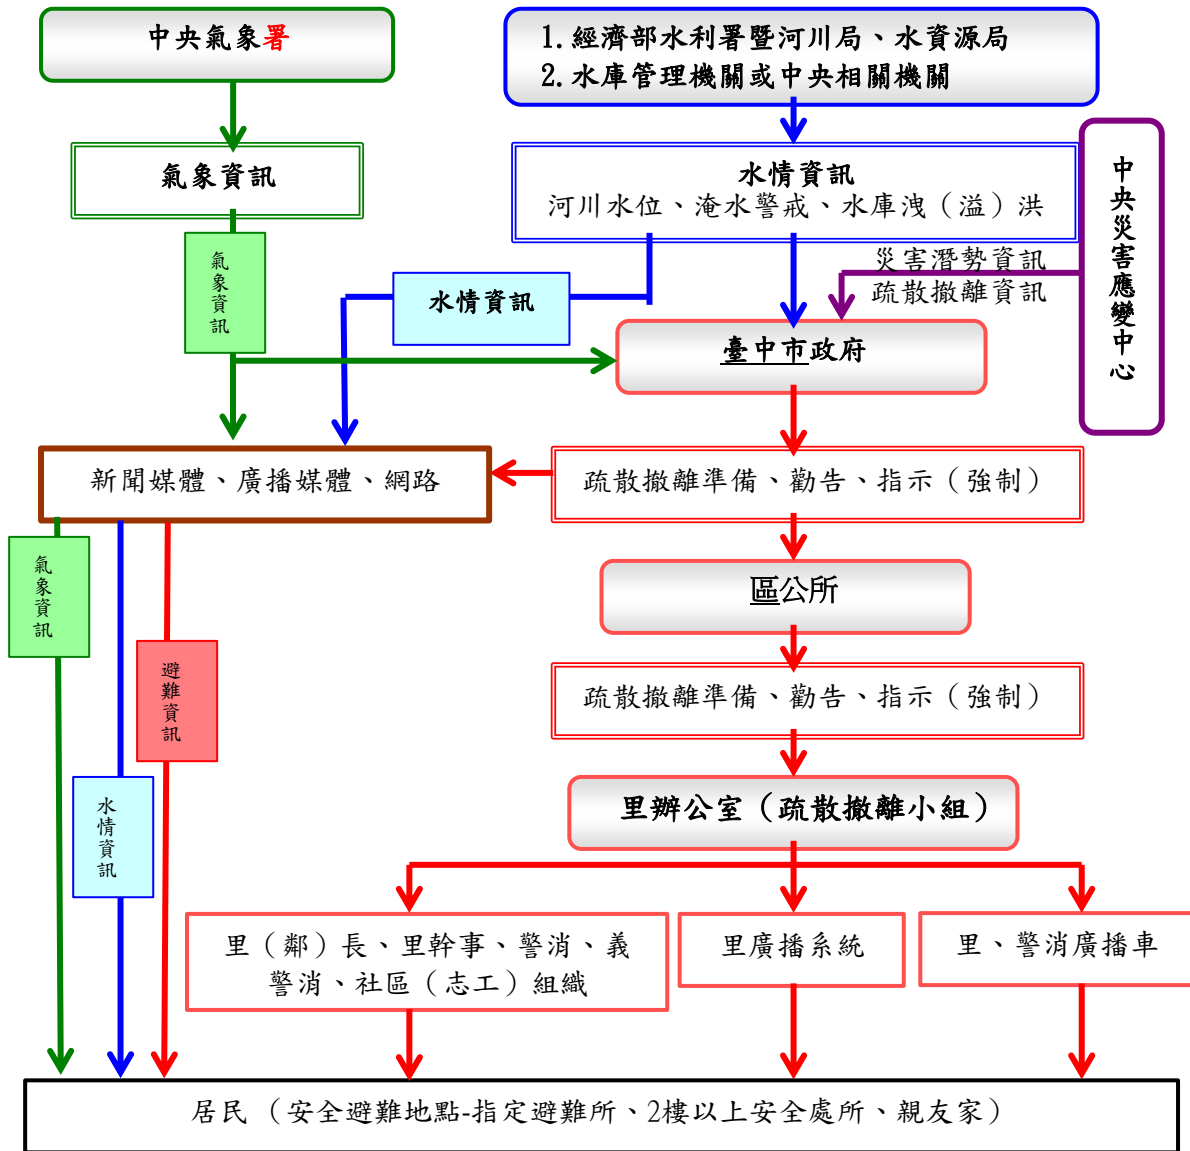 中央氣象署
1. 經濟部水利署暨河川局、水資源局
2. 水庫管理機關或中央相關機關
氣象資訊
水情資訊
河川水位、淹水警戒、水庫洩（溢）洪
中央災害應變中心
氣象資訊
水情資訊
災害潛勢資訊
疏散撤離資訊
臺中市政府
新聞媒體、廣播媒體、網路
疏散撤離準備、勸告、指示（強制）
氣象資訊
區公所
避難資訊
疏散撤離準備、勸告、指示（強制）
水情資訊
里辦公室（疏散撤離小組）
里（鄰）長、里幹事、警消、義
警消、社區（志工）組織
里廣播系統
里、警消廣播車
居民 （安全避難地點-指定避難所、2樓以上安全處所、親友家）